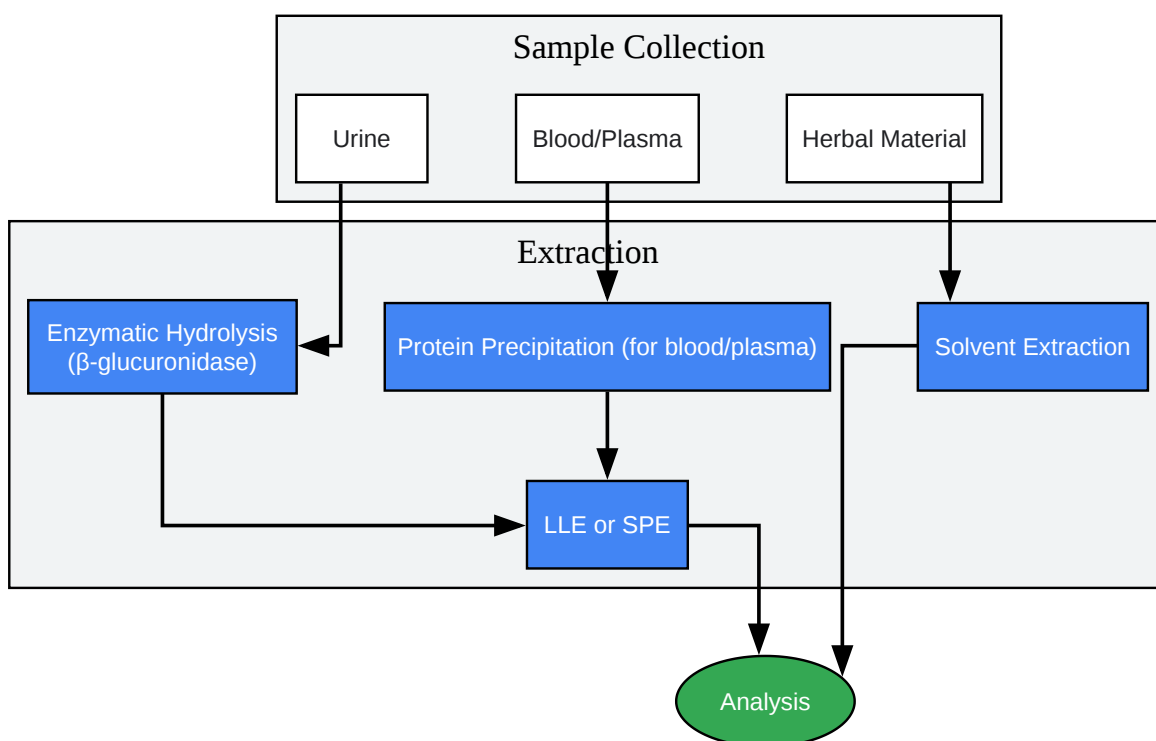 Sample Collection
Urine
Blood/Plasma
Herbal Material
Extraction
Enzymatic Hydrolysis
(β-glucuronidase)
Protein Precipitation (for blood/plasma)
Solvent Extraction
LLE or SPE
Analysis